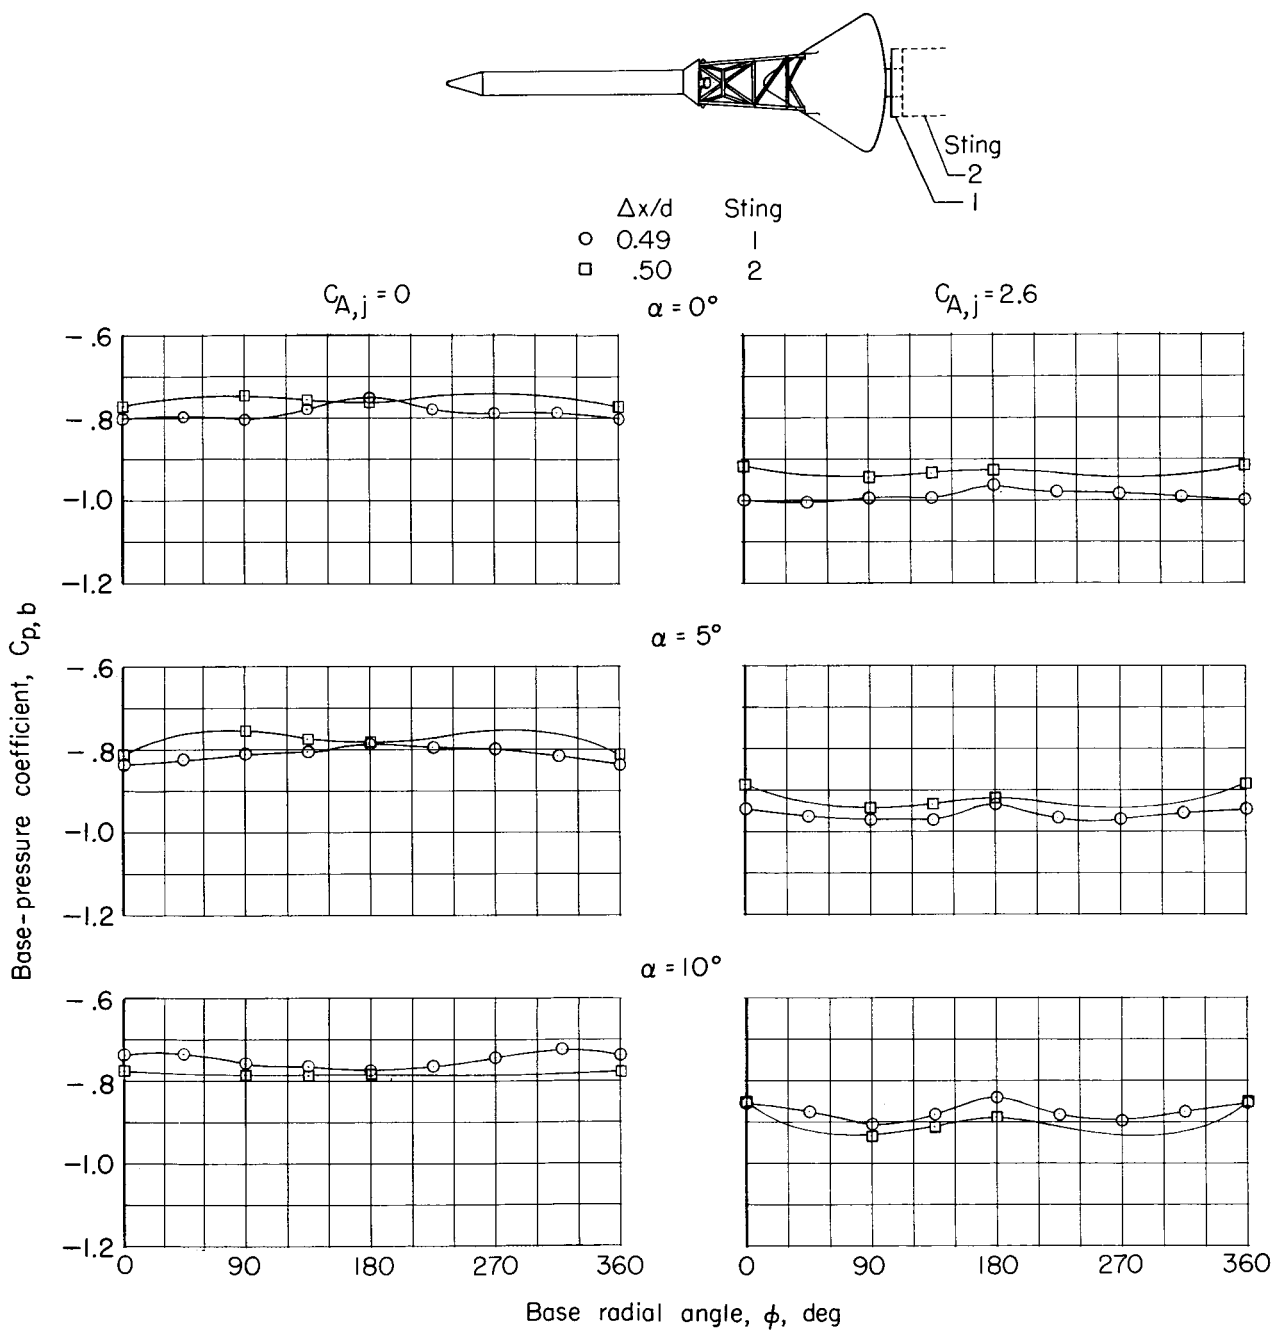 Sting
2
1
Δx/d Sting
0.49 1
.50 2
C_A,j = 0
α = 0°
C_A,j = 2.6
-.6
-.8
-1.0
-1.2
α = 5°
-.6
-.8
-1.0
-1.2
Base-pressure coefficient, C_p,b
α = 10°
-.6
-.8
-1.0
-1.2
0 90 180 270 360
0 90 180 270 360
Base radial angle, ϕ, deg